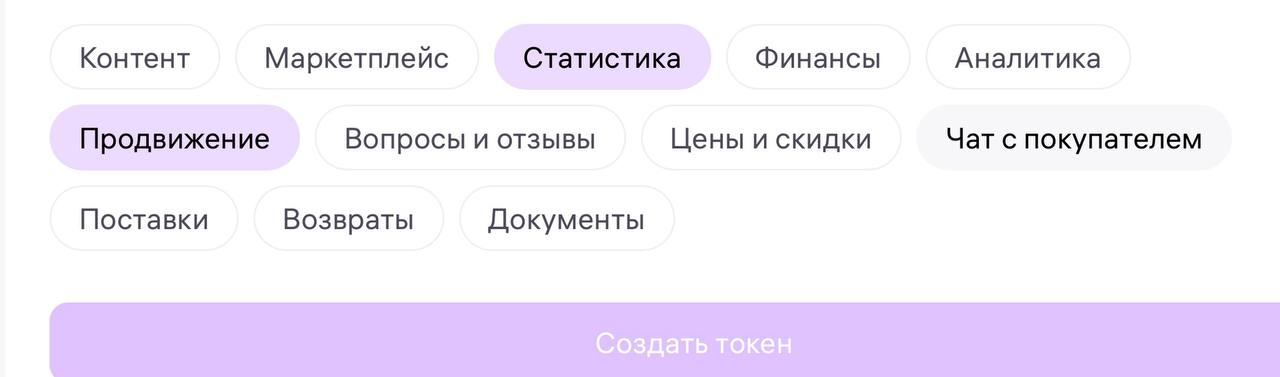 Контент Маркетплейс Статистика Финансы Аналитика
Продвижение Вопросы и отзывы Цены и скидки Чат с покупателем
Поставки Возвраты Документы
Создать токен